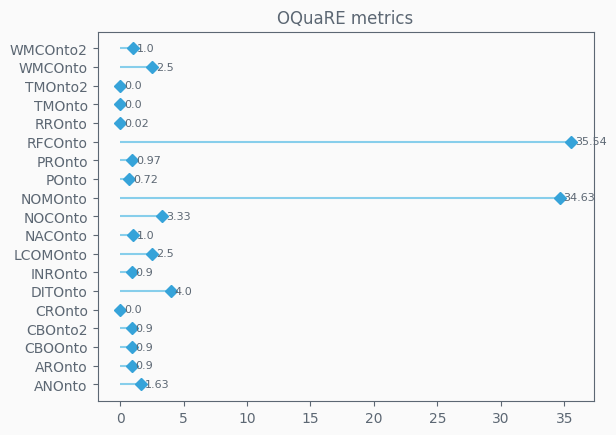 OQuaRE metrics
WMCOnto2 1.0
WMCOnto 2.5
TMOnto2 0.0
TMOnto 0.0
RROnto 0.02
RFCOnto 35.54
PROnto 0.97
POnto 0.72
NOMOnto 34.63
NOCOnto 3.33
NACOnto 1.0
LCOMOnto 2.5
INROnto 0.9
DITOnto 4.0
CROnto 0.0
CBOnto2 0.9
CBOOnto 0.9
AROnto 0.9
ANOnto 1.63
0 5 10 15 20 25 30 35